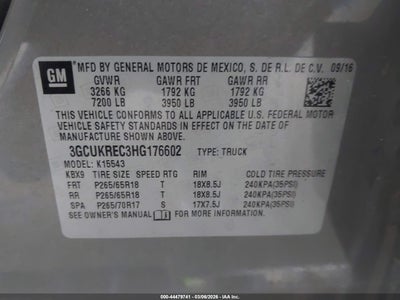 GM
MFD BY GENERAL MOTORS DE MEXICO, S. DE R.L. DE C.V. 09/16
GVWR GAWR FRT GAWR RR
3266 KG 1792 KG 1792 KG
7200 LB 3950 LB 3950 LB
THIS VEHICLE CONFORMS TO ALL APPLICABLE U.S. FEDERAL MOTOR
VEHICLE SAFETY STANDARDS IN EFFECT ON THE DATE OF
MANUFACTURE SHOWN ABOVE.
3GCUKREC3HG176602 TYPE: TRUCK
MODEL: K15543
KBX9 TIRE SIZE SPEED RTG RIM COLD TIRE PRESSURE
FRT P265/65R18 T 18X8.5J 240KPA(35PSI)
RR P265/65R18 T 18X8.5J 240KPA(35PSI)
SPA P265/70R17 S 17X7.5J 240KPA(35PSI)
SEE OWNER'S MANUAL FOR ADDITIONAL INFORMATION.
© IAA 000-44479741 - 03/06/2026 - IAAI.COM